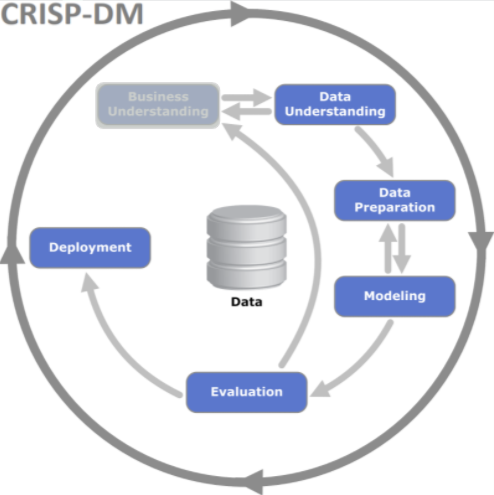 CRISP-DM
Business
Understanding
Data
Understanding
Data
Preparation
Deployment
Data
Modeling
Evaluation